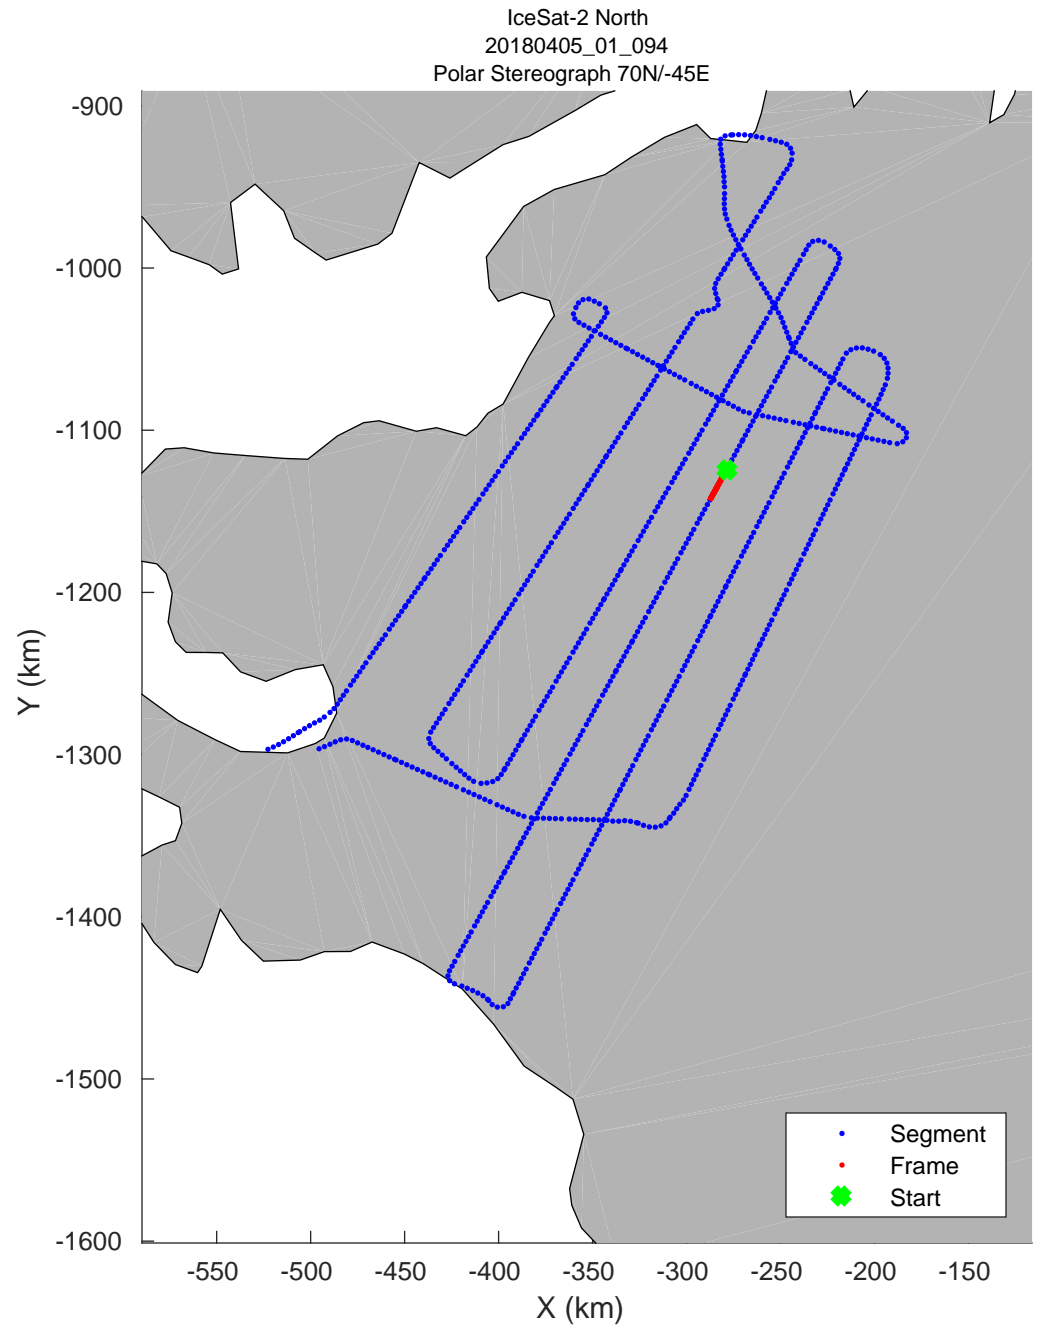 IceSat-2 North
20180405_01_094
Polar Stereograph 70N/-45E
-900
-1000
-1100
-1200
-1300
-1400
-1500
-1600
Y (km)
Segment
Frame
Start
-550 -500 -450 -400 -350 -300 -250 -200 -150
X (km)